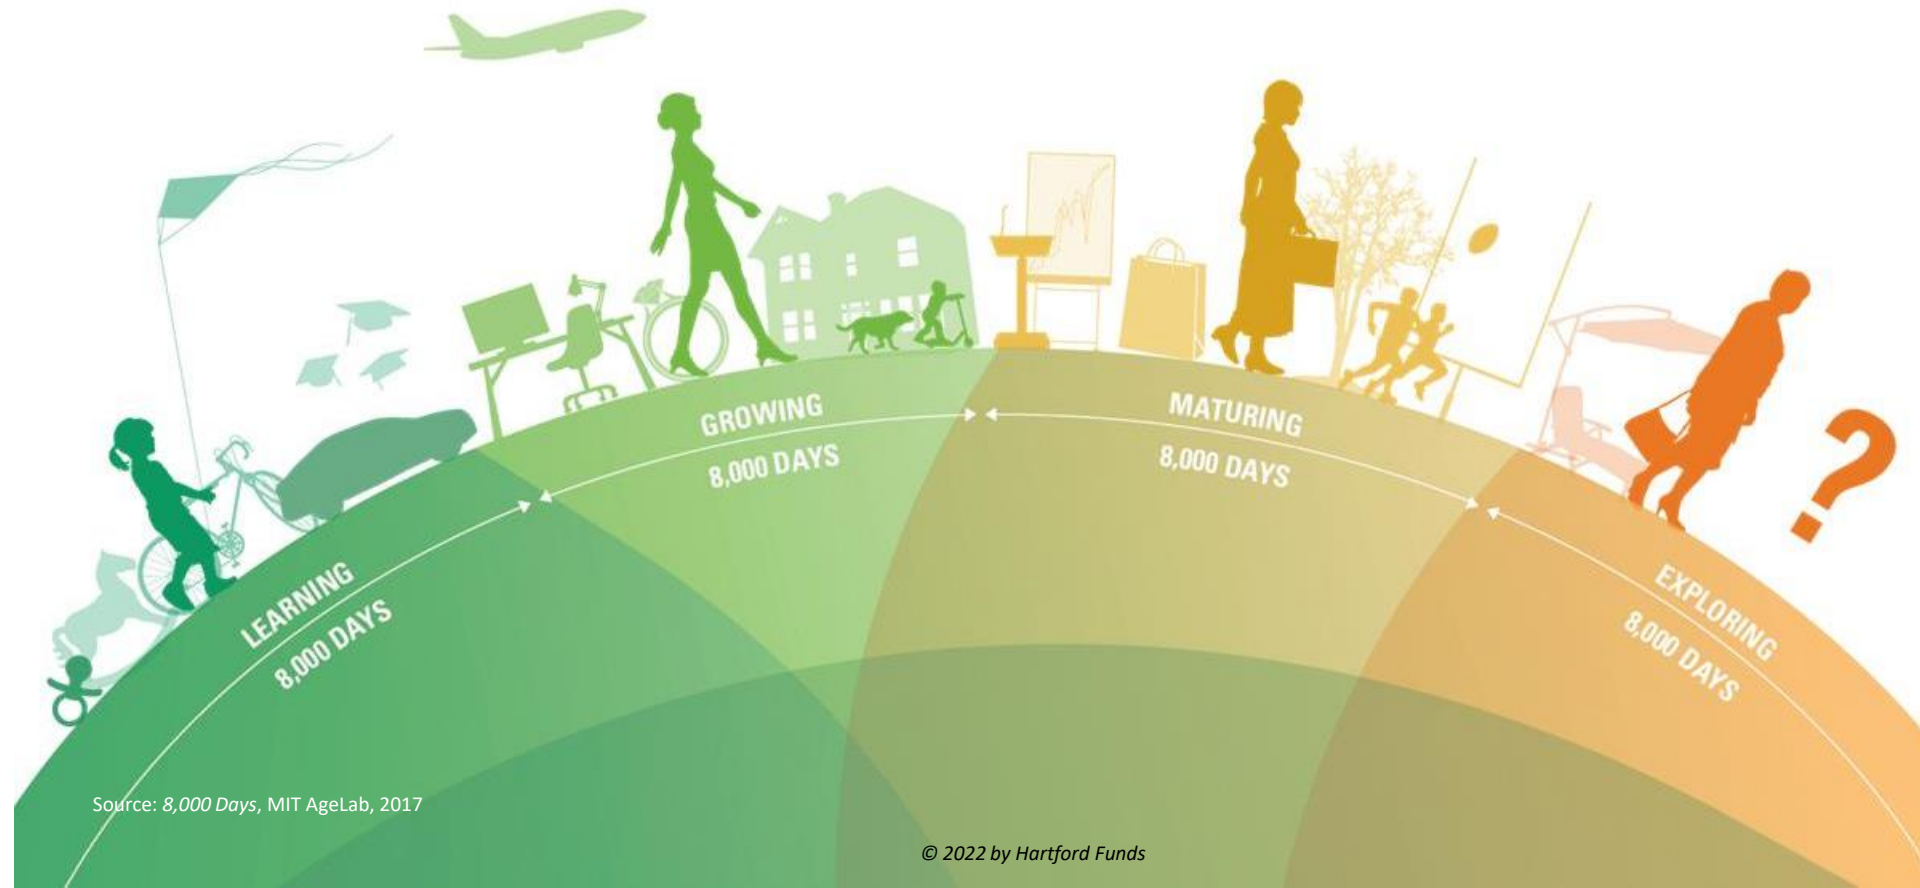 LEARNING
8,000 DAYS
GROWING
8,000 DAYS
MATURING
8,000 DAYS
EXPLORING
8,000 DAYS
?
Source: 8,000 Days, MIT AgeLab, 2017
© 2022 by Hartford Funds